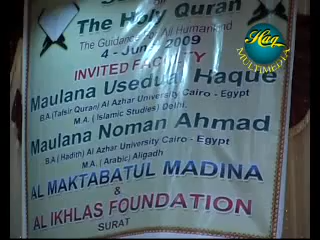 The Holy Quran
The Guidance For All Humankind
4 - June - 2009
INVITED FACULTY
Maulana Usedual Haque
B.A.(Tafsir Quran) Al Azhar University Cairo - Egypt
M.A. ( Islamic Studies) Delhi.
Maulana Noman Ahmad
B.A.( Hadith) Al Azhar University Cairo - Egypt
M.A. ( Arabic) Aligadh
AL MAKTABATUL MADINA
&
AL IKHLAS FOUNDATION
SURAT
Haq
MULTIMEDIA